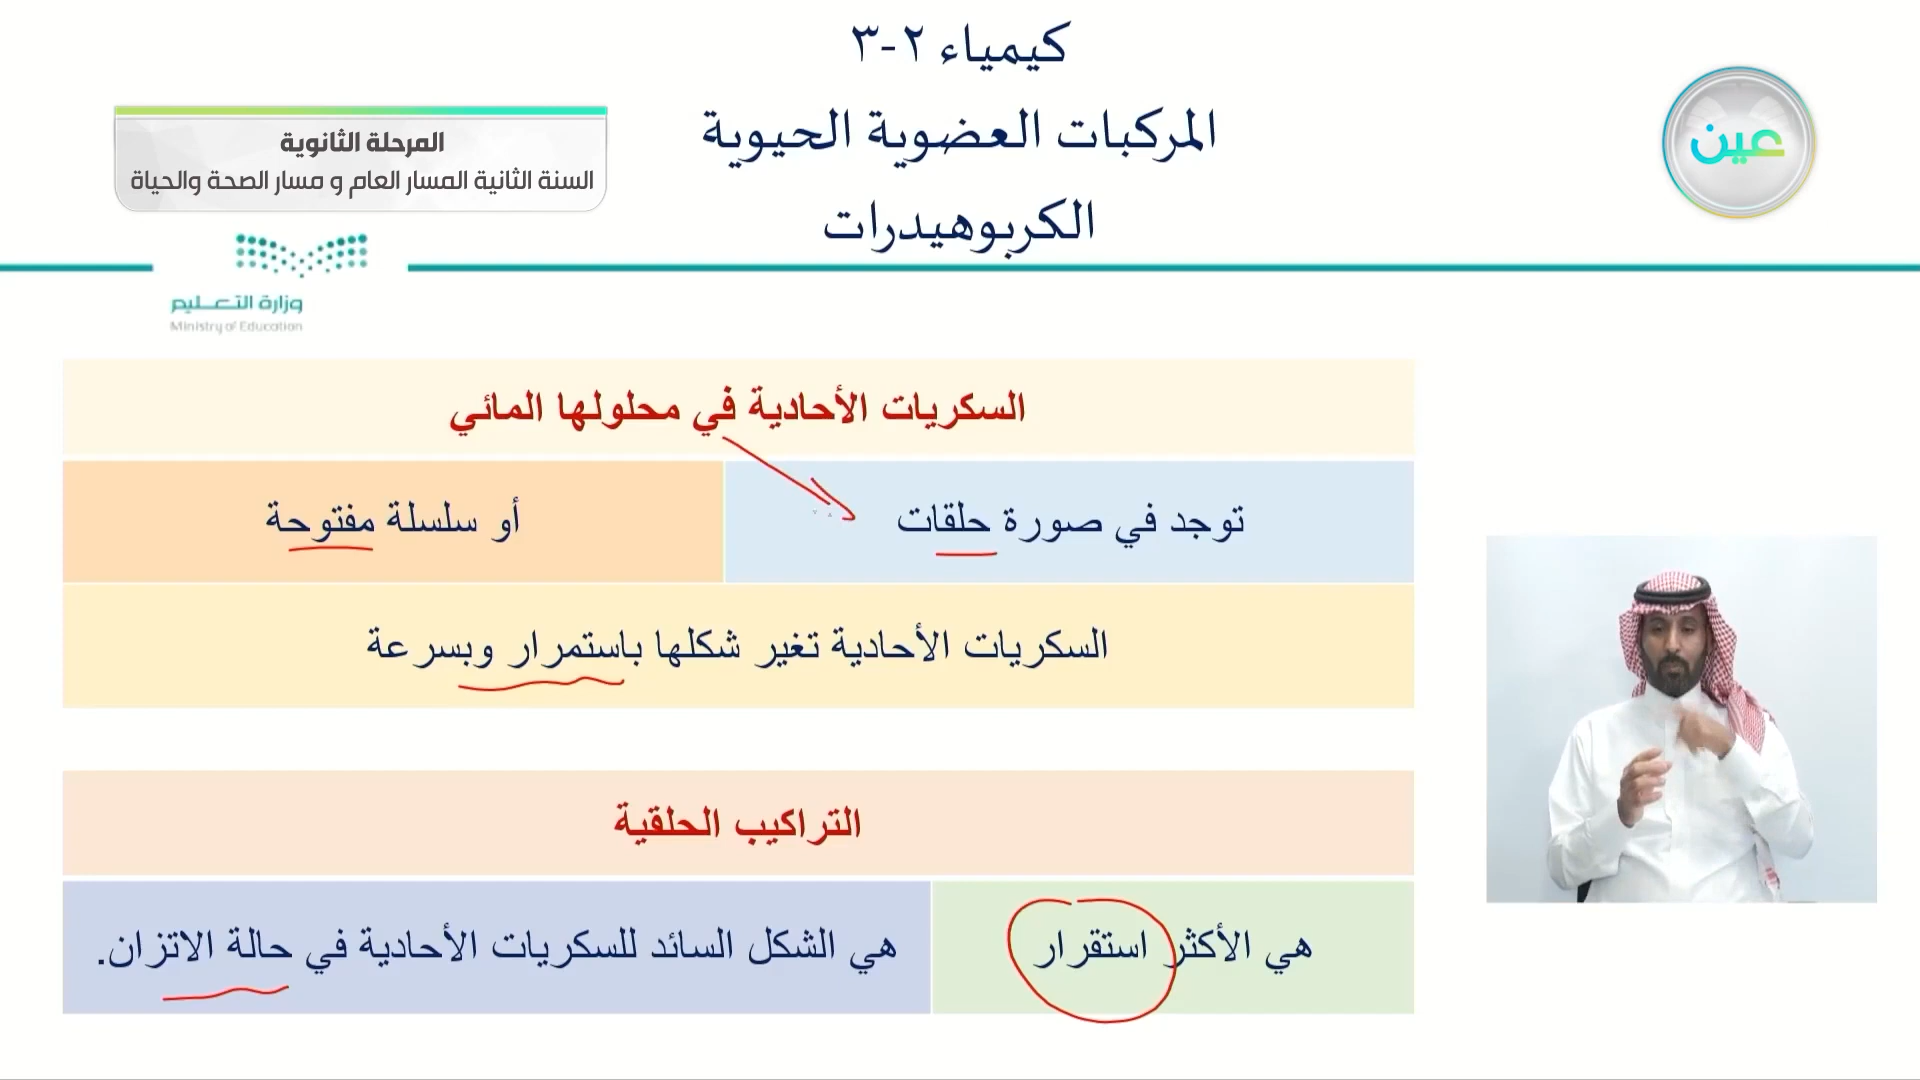 كيمياء ٢-٣
المركبات العضوية الحيوية
الكربوهيدرات
عين
المرحلة الثانوية
السنة الثانية المسار العام و مسار الصحة والحياة
وزارة التعليم
Ministry of Education
السكريات الأحادية في محلولها المائي
توجد في صورة حلقات
أو سلسلة مفتوحة
السكريات الأحادية تغير شكلها باستمرار وبسرعة
التراكيب الحلقية
هي الأكثر استقرار
هي الشكل السائد للسكريات الأحادية في حالة الاتزان.